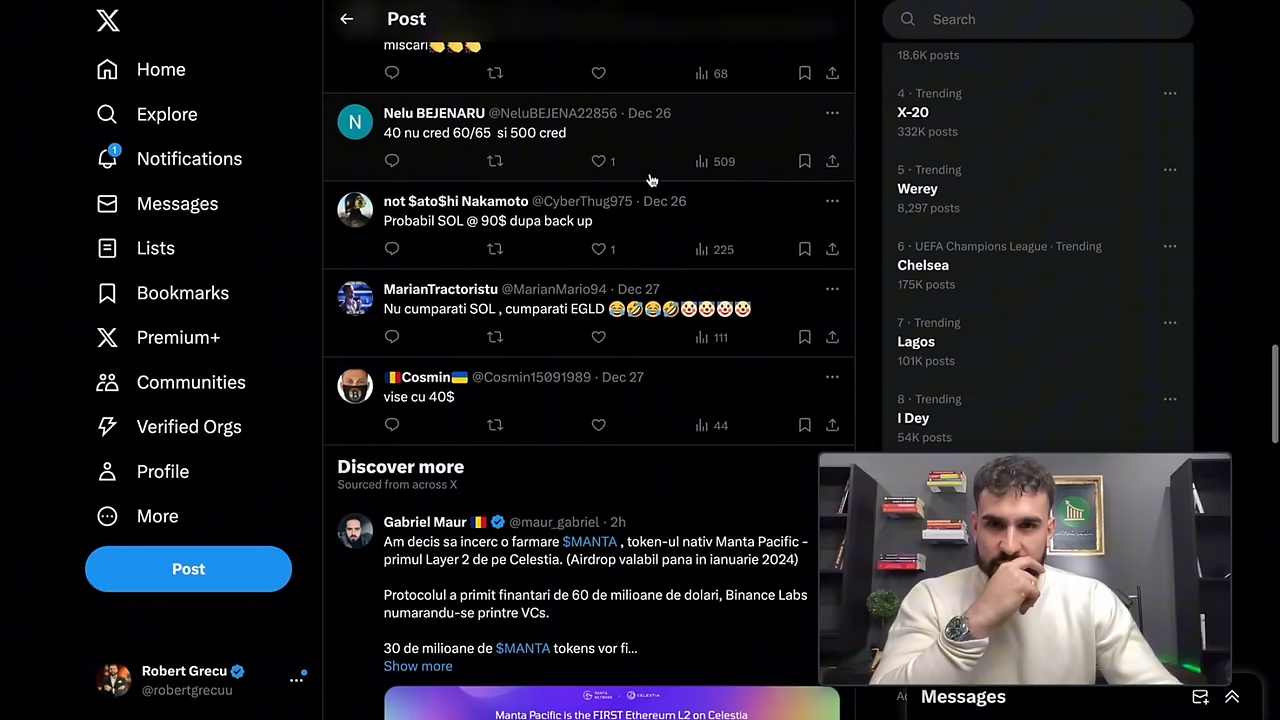 Home
Explore
1
Notifications
Messages
Lists
Bookmarks
Premium+
Communities
Verified Orgs
Profile
More
Post
Robert Grecu
@robertgrecuu
Post
miscari👏👏👏
68
N
Nelu BEJENARU @NeluBEJENA22856 · Dec 26
40 nu cred 60/65 si 500 cred
1
509
not $ato$hi Nakamoto @CyberThug975 · Dec 26
Probabil SOL @ 90$ dupa back up
1
225
MarianTractoristu @MarianMario94 · Dec 27
Nu cumparati SOL , cumparati EGLD 😂🤣😂🤣🤡🤡🤡🤡
111
🇷🇴Cosmin🇺🇦 @Cosmin15091989 · Dec 27
vise cu 40$
44
Discover more
Sourced from across X
Gabriel Maur 🇷🇴 @maur_gabriel · 2h
Am decis sa incerc o farmare $MANTA , token-ul nativ Manta Pacific -
primul Layer 2 de pe Celestia. (Airdrop valabil pana in ianuarie 2024)
Protocolul a primit finantari de 60 de milioane de dolari, Binance Labs
numarandu-se printre VCs.
30 de milioane de $MANTA tokens vor fi...
Show more
MANTA NETWORK
CELESTIA
Manta Pacific is the FIRST Ethereum L2 on Celestia
Search
18.6K posts
4 · Trending
X-20
332K posts
5 · Trending
Werey
8,297 posts
6 · UEFA Champions League · Trending
Chelsea
175K posts
7 · Trending
Lagos
101K posts
8 · Trending
I Dey
54K posts
Messages